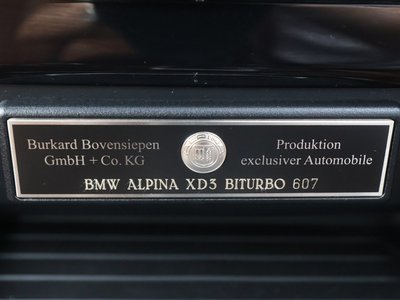 Burkard Bovensiepen
GmbH + Co. KG
Produktion
exclusiver Automobile
BMW ALPINA XD3 BITURBO 607